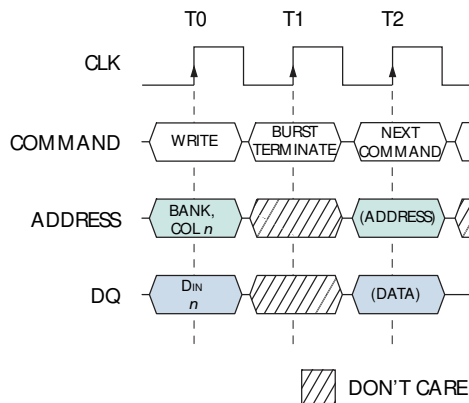 T0 T1 T2
CLK
COMMAND WRITE BURST TERMINATE NEXT COMMAND
ADDRESS BANK, COL n (ADDRESS)
DQ DIN n (DATA)
DON'T CARE